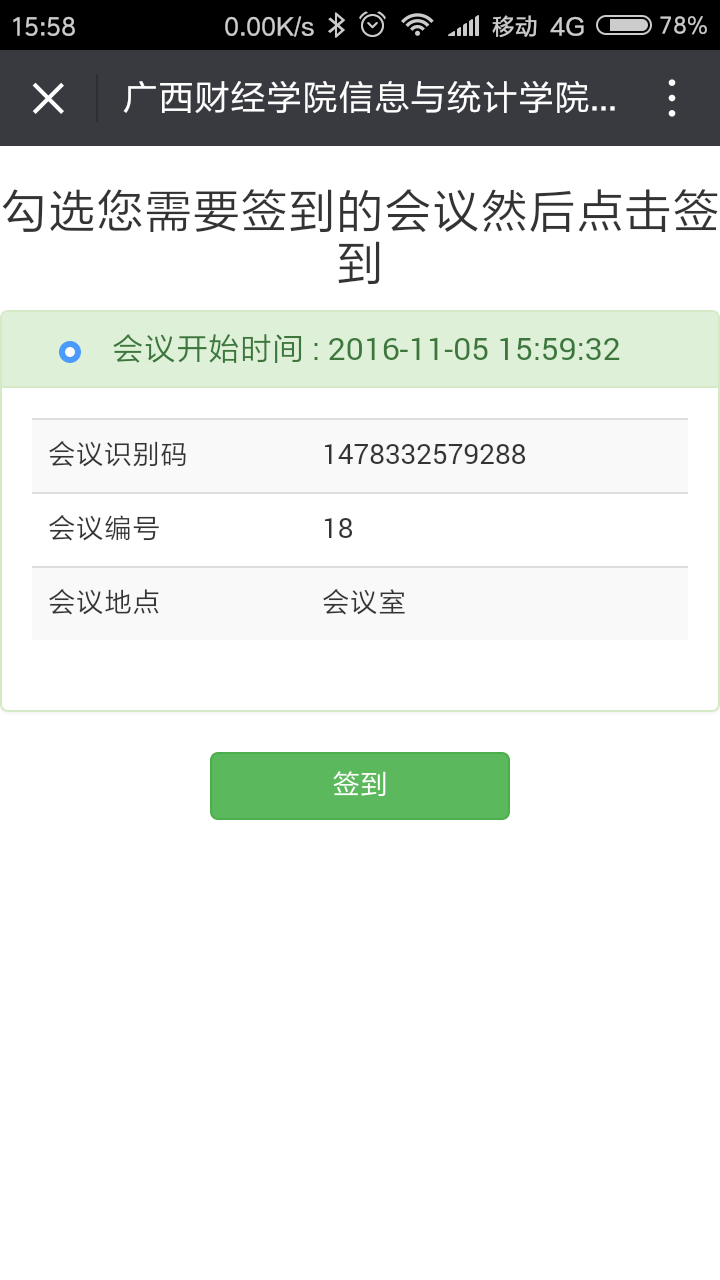 15:58 0.00K/s 移动 4G 78%
广西财经学院信息与统计学院...
勾选您需要签到的会议然后点击签
到
会议开始时间 : 2016-11-05 15:59:32
会议识别码 1478332579288
会议编号 18
会议地点 会议室
签到